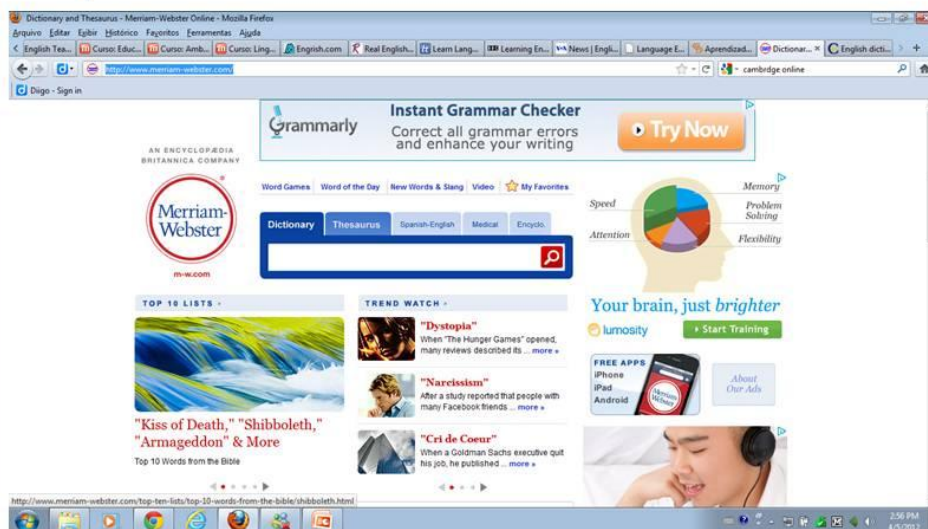 Dictionary and Thesaurus - Merriam-Webster Online - Mozilla Firefox
Arquivo Editar Exibir Histórico Favoritos Ferramentas Ajuda
English Tea... Curso: Educ... Curso: Amb... Curso: Ling... Engrish.com Real English... Learn Lang... Learning En... News | Engli... Language E... Aprendizad... Dictionar... English dicti...
http://www.merriam-webster.com/ cambrdge online
Diigo - Sign in
grammarly
Instant Grammar Checker
Correct all grammar errors
and enhance your writing
Try Now
AN ENCYCLOPÆDIA
BRITANNICA COMPANY
Merriam-
Webster
m-w.com
Word Games Word of the Day New Words & Slang Video My Favorites
Dictionary Thesaurus Spanish-English Medical Encyclo.
Memory
Speed
Problem
Solving
Attention
Flexibility
Your brain, just brighter
lumosity Start Training
TOP 10 LISTS
"Kiss of Death," "Shibboleth,"
"Armageddon" & More
Top 10 Words from the Bible
TREND WATCH
"Dystopia"
When "The Hunger Games" opened,
many reviews described its ... more »
"Narcissism"
After a study reported that people with
many Facebook friends ... more »
"Cri de Coeur"
When a Goldman Sachs executive quit
his job, he published ... more »
FREE APPS
iPhone
iPad
Android
Merriam-
Webster
About
Our Ads
http://www.merriam-webster.com/top-ten-lists/top-10-words-from-the-bible/shibboleth.html
2:56 PM
4/5/2012